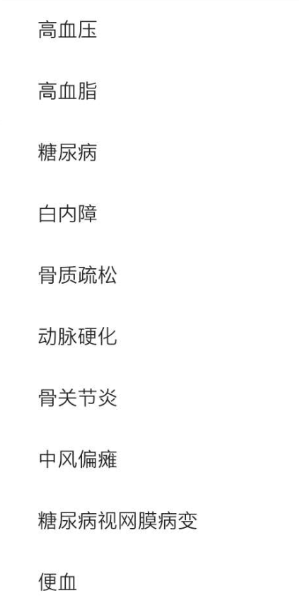 高血压
高血脂
糖尿病
白内障
骨质疏松
动脉硬化
骨关节炎
中风偏瘫
糖尿病视网膜病变
便血